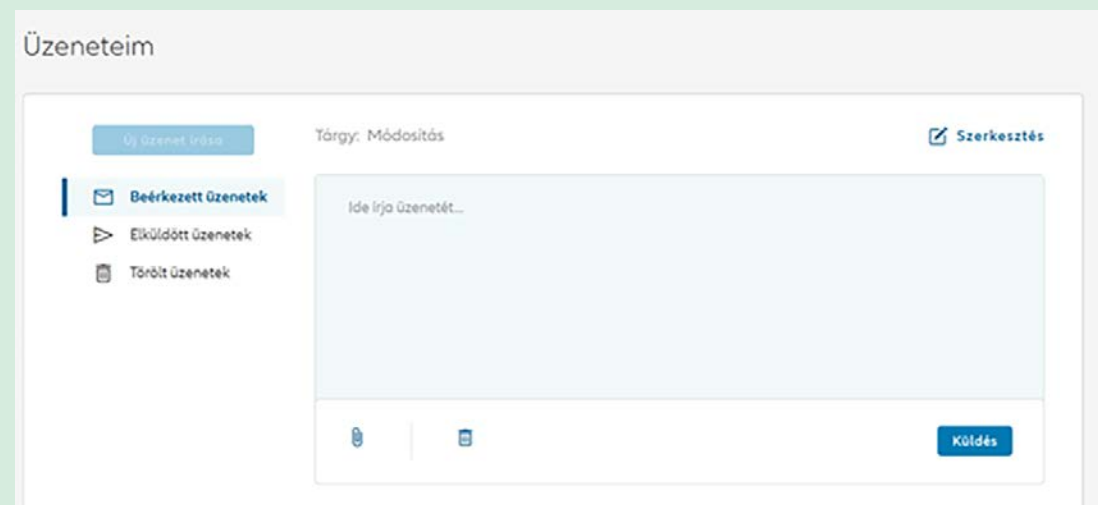 Üzeneteim
Új üzenet írása
Tárgy: Módosítás
Szerkesztés
Beérkezett üzenetek
Elküldött üzenetek
Törölt üzenetek
Ide írja üzenetét...
Küldés